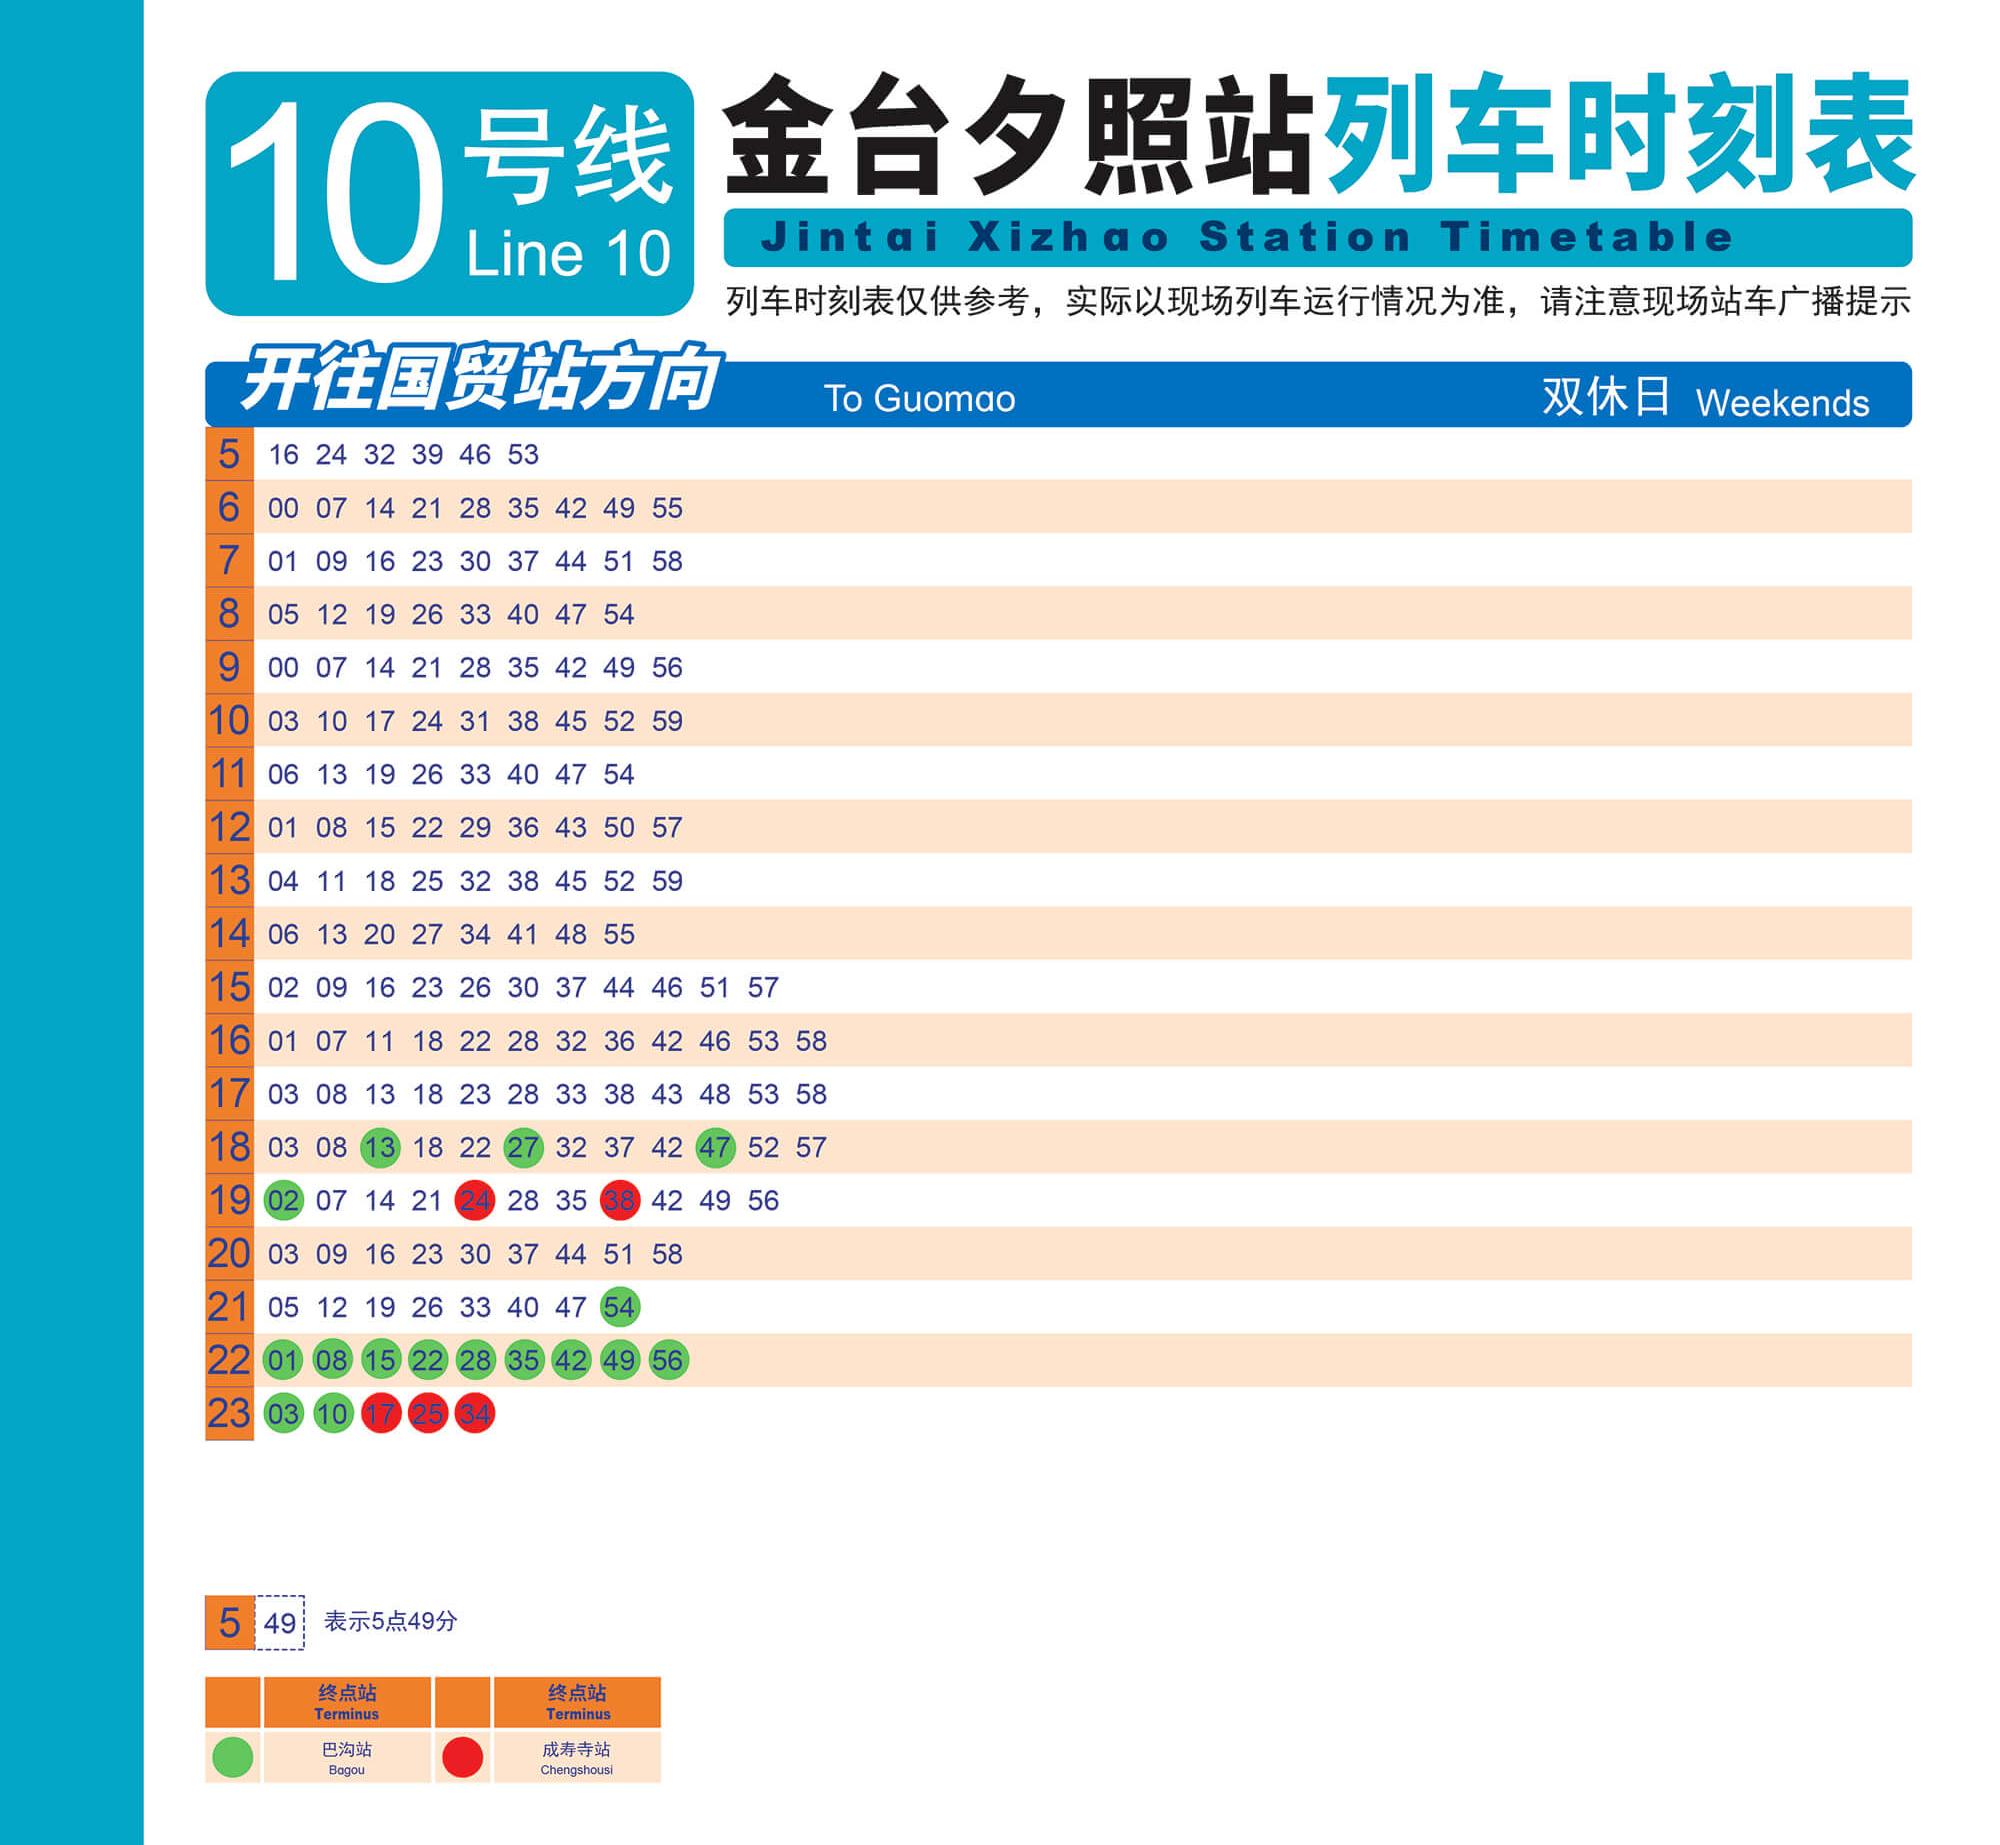 10号线
Line 10
金台夕照站列车时刻表
Jintai Xizhao Station Timetable
列车时刻表仅供参考，实际以现场列车运行情况为准，请注意现场站车广播提示
开往国贸站方向 To Guomao 双休日 Weekends
5 16 24 32 39 46 53
6 00 07 14 21 28 35 42 49 55
7 01 09 16 23 30 37 44 51 58
8 05 12 19 26 33 40 47 54
9 00 07 14 21 28 35 42 49 56
10 03 10 17 24 31 38 45 52 59
11 06 13 19 26 33 40 47 54
12 01 08 15 22 29 36 43 50 57
13 04 11 18 25 32 38 45 52 59
14 06 13 20 27 34 41 48 55
15 02 09 16 23 26 30 37 44 46 51 57
16 01 07 11 18 22 28 32 36 42 46 53 58
17 03 08 13 18 23 28 33 38 43 48 53 58
18 03 08 13 18 22 27 32 37 42 47 52 57
19 02 07 14 21 24 28 35 38 42 49 56
20 03 09 16 23 30 37 44 51 58
21 05 12 19 26 33 40 47 54
22 01 08 15 22 28 35 42 49 56
23 03 10 17 25 34
5 49 表示5点49分
终点站 终点站
Terminus Terminus
巴沟站 成寿寺站
Bagou Chengshousi